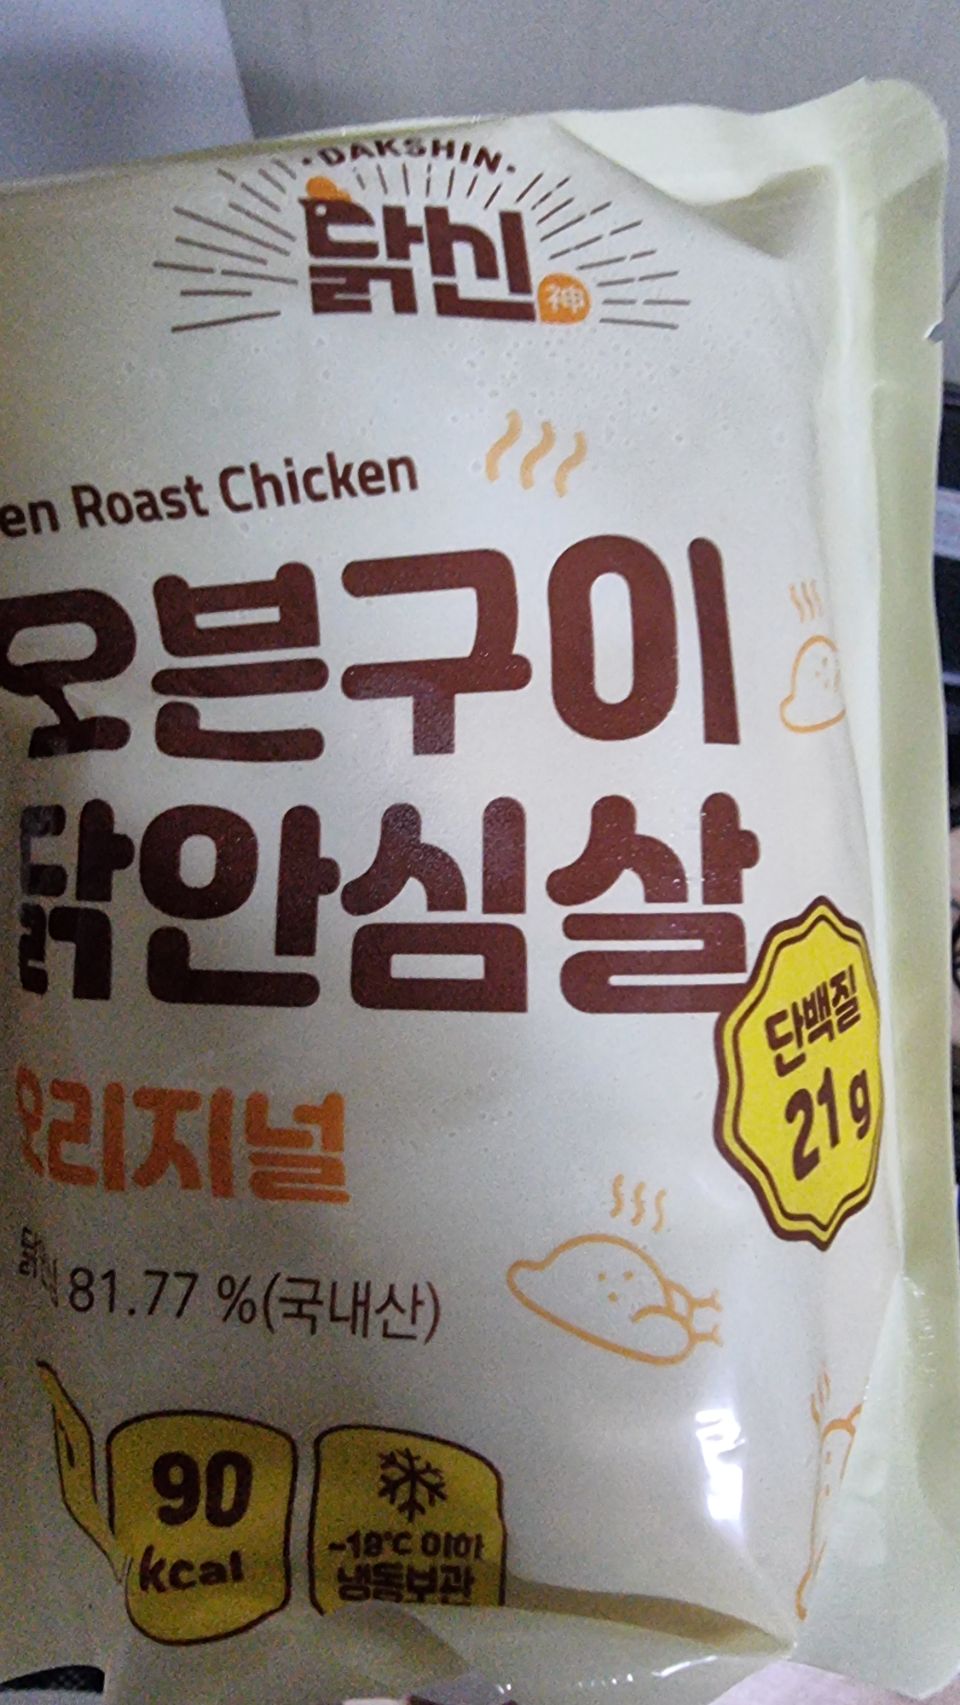 ·DAKSHIN·
닭신 神
en Roast Chicken
오븐구이
닭안심살
단백질
21g
오리지널
81.77 %(국내산)
90
kcal
-18℃ 이하
냉동보관